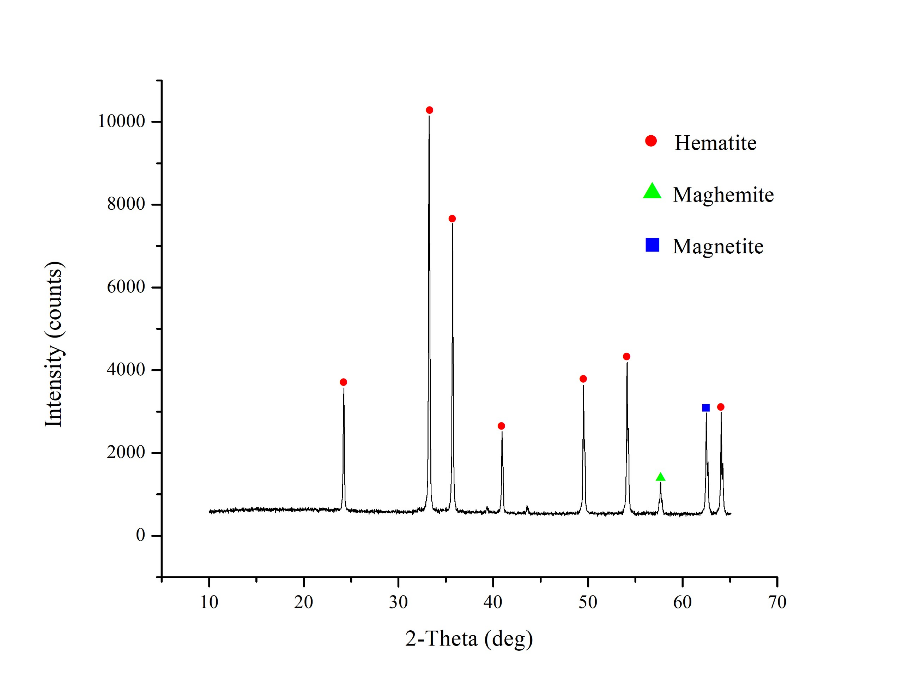 10000
8000
6000
4000
2000
0
Intensity (counts)
Hematite
Maghemite
Magnetite
10 20 30 40 50 60 70
2-Theta (deg)